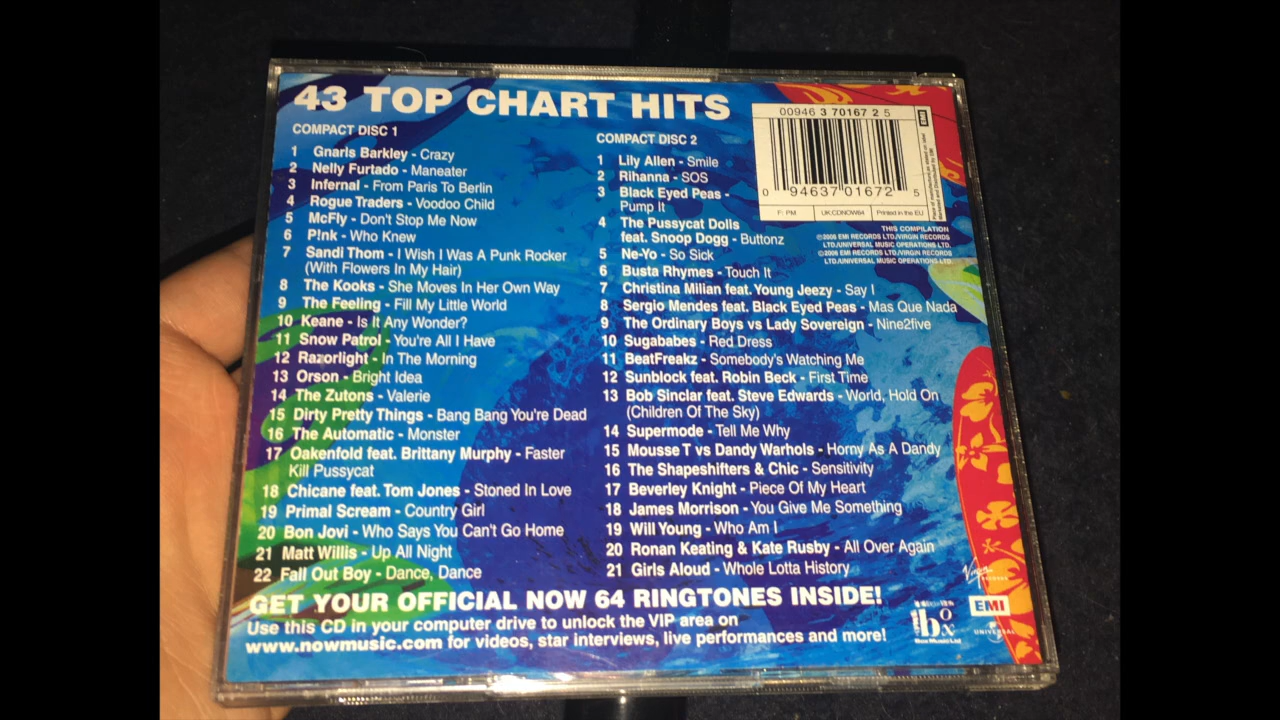 43 TOP CHART HITS
COMPACT DISC 1
1 Gnarls Barkley - Crazy
2 Nelly Furtado - Maneater
3 Infernal - From Paris To Berlin
4 Rogue Traders - Voodoo Child
5 McFly - Don't Stop Me Now
6 P!nk - Who Knew
7 Sandi Thom - I Wish I Was A Punk Rocker
(With Flowers In My Hair)
8 The Kooks - She Moves In Her Own Way
9 The Feeling - Fill My Little World
10 Keane - Is It Any Wonder?
11 Snow Patrol - You're All I Have
12 Razorlight - In The Morning
13 Orson - Bright Idea
14 The Zutons - Valerie
15 Dirty Pretty Things - Bang Bang You're Dead
16 The Automatic - Monster
17 Oakenfold feat. Brittany Murphy - Faster
Kill Pussycat
18 Chicane feat. Tom Jones - Stoned In Love
19 Primal Scream - Country Girl
20 Bon Jovi - Who Says You Can't Go Home
21 Matt Willis - Up All Night
22 Fall Out Boy - Dance, Dance
COMPACT DISC 2
1 Lily Allen - Smile
2 Rihanna - SOS
3 Black Eyed Peas -
Pump It
4 The Pussycat Dolls
feat. Snoop Dogg - Buttonz
5 Ne-Yo - So Sick
6 Busta Rhymes - Touch It
7 Christina Milian feat. Young Jeezy - Say I
8 Sergio Mendes feat. Black Eyed Peas - Mas Que Nada
9 The Ordinary Boys vs Lady Sovereign - Nine2five
10 Sugababes - Red Dress
11 BeatFreakz - Somebody's Watching Me
12 Sunblock feat. Robin Beck - First Time
13 Bob Sinclar feat. Steve Edwards - World, Hold On
(Children Of The Sky)
14 Supermode - Tell Me Why
15 Mousse T vs Dandy Warhols - Horny As A Dandy
16 The Shapeshifters & Chic - Sensitivity
17 Beverley Knight - Piece Of My Heart
18 James Morrison - You Give Me Something
19 Will Young - Who Am I
20 Ronan Keating & Kate Rusby - All Over Again
21 Girls Aloud - Whole Lotta History
00946 3 70167 2 5
0 94637 01672 5
F: PM UK:CDNOW64 Printed in the EU
EMI
THIS COMPILATION
℗2006 EMI RECORDS LTD./VIRGIN RECORDS
LTD./UNIVERSAL MUSIC OPERATIONS LTD.
©2006 EMI RECORDS LTD./VIRGIN RECORDS
LTD./UNIVERSAL MUSIC OPERATIONS LTD.
GET YOUR OFFICIAL NOW 64 RINGTONES INSIDE!
Use this CD in your computer drive to unlock the VIP area on
www.nowmusic.com for videos, star interviews, live performances and more!
Virgin
RECORDS
EMI
UNIVERSAL